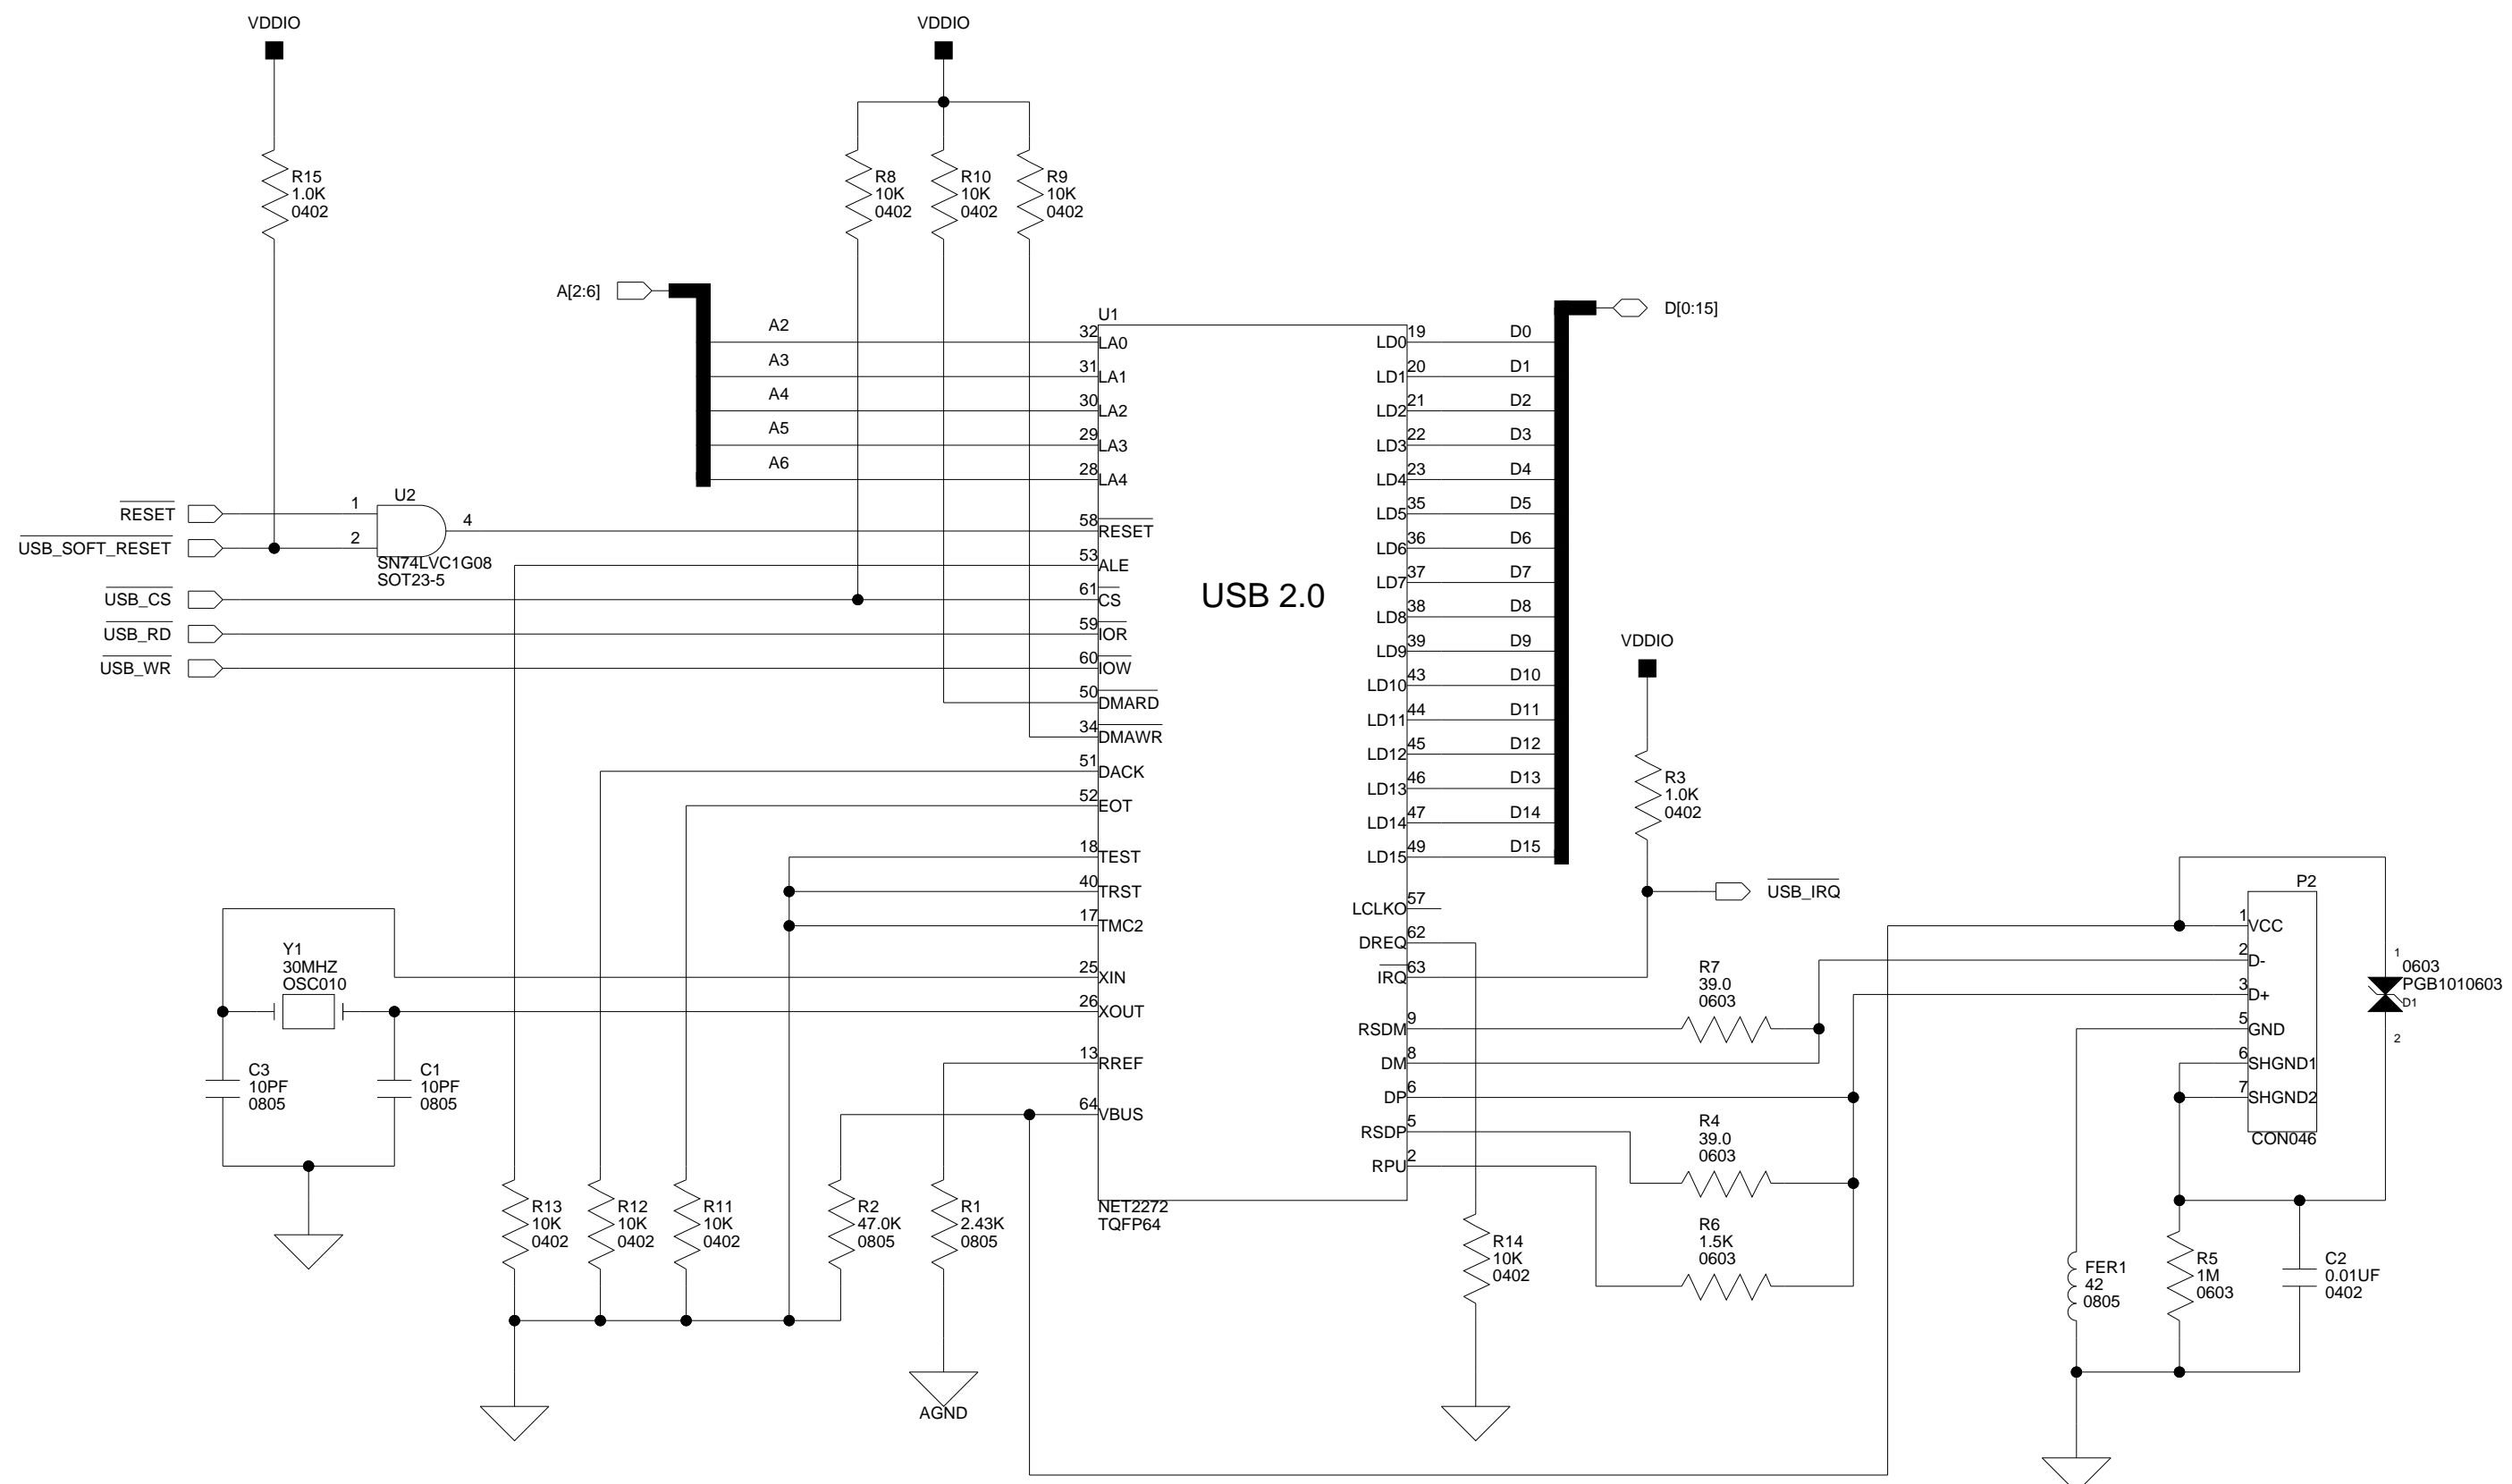 VDDIO
VDDIO
R15
1.0K
0402
R8
10K
0402
R10
10K
0402
R9
10K
0402
A[2:6]
D[0:15]
U1
A2
32
LA0
A3
31
LA1
A4
30
LA2
A5
29
LA3
A6
28
LA4
RESET
1
U2
4
USB_SOFT_RESET
2
SN74LVC1G08
SOT23-5
58
RESET
53
ALE
USB_CS
61
CS
USB_RD
59
IOR
USB_WR
60
IOW
50
DMARD
34
DMAWR
51
DACK
52
EOT
18
TEST
40
TRST
17
TMC2
25
XIN
26
XOUT
13
RREF
64
VBUS
USB 2.0
LD0
19
D0
LD1
20
D1
LD2
21
D2
LD3
22
D3
LD4
23
D4
LD5
35
D5
LD6
36
D6
LD7
37
D7
LD8
38
D8
LD9
39
D9
LD10
43
D10
LD11
44
D11
LD12
45
D12
LD13
46
D13
LD14
47
D14
LD15
49
D15
LCLKO
57
DREQ
62
IRQ
63
RSDM
9
DM
8
DP
6
RSDP
5
RPU
2
NET2272
TQFP64
VDDIO
R3
1.0K
0402
USB_IRQ
Y1
30MHZ
OSC010
C3
10PF
0805
C1
10PF
0805
R13
10K
0402
R12
10K
0402
R11
10K
0402
R2
47.0K
0805
R1
2.43K
0805
AGND
R14
10K
0402
R7
39.0
0603
R4
39.0
0603
R6
1.5K
0603
P2
1
VCC
2
D-
3
D+
5
GND
6
SHGND1
7
SHGND2
CON046
1
0603
PGB1010603
D1
2
FER1
42
0805
R5
1M
0603
C2
0.01UF
0402